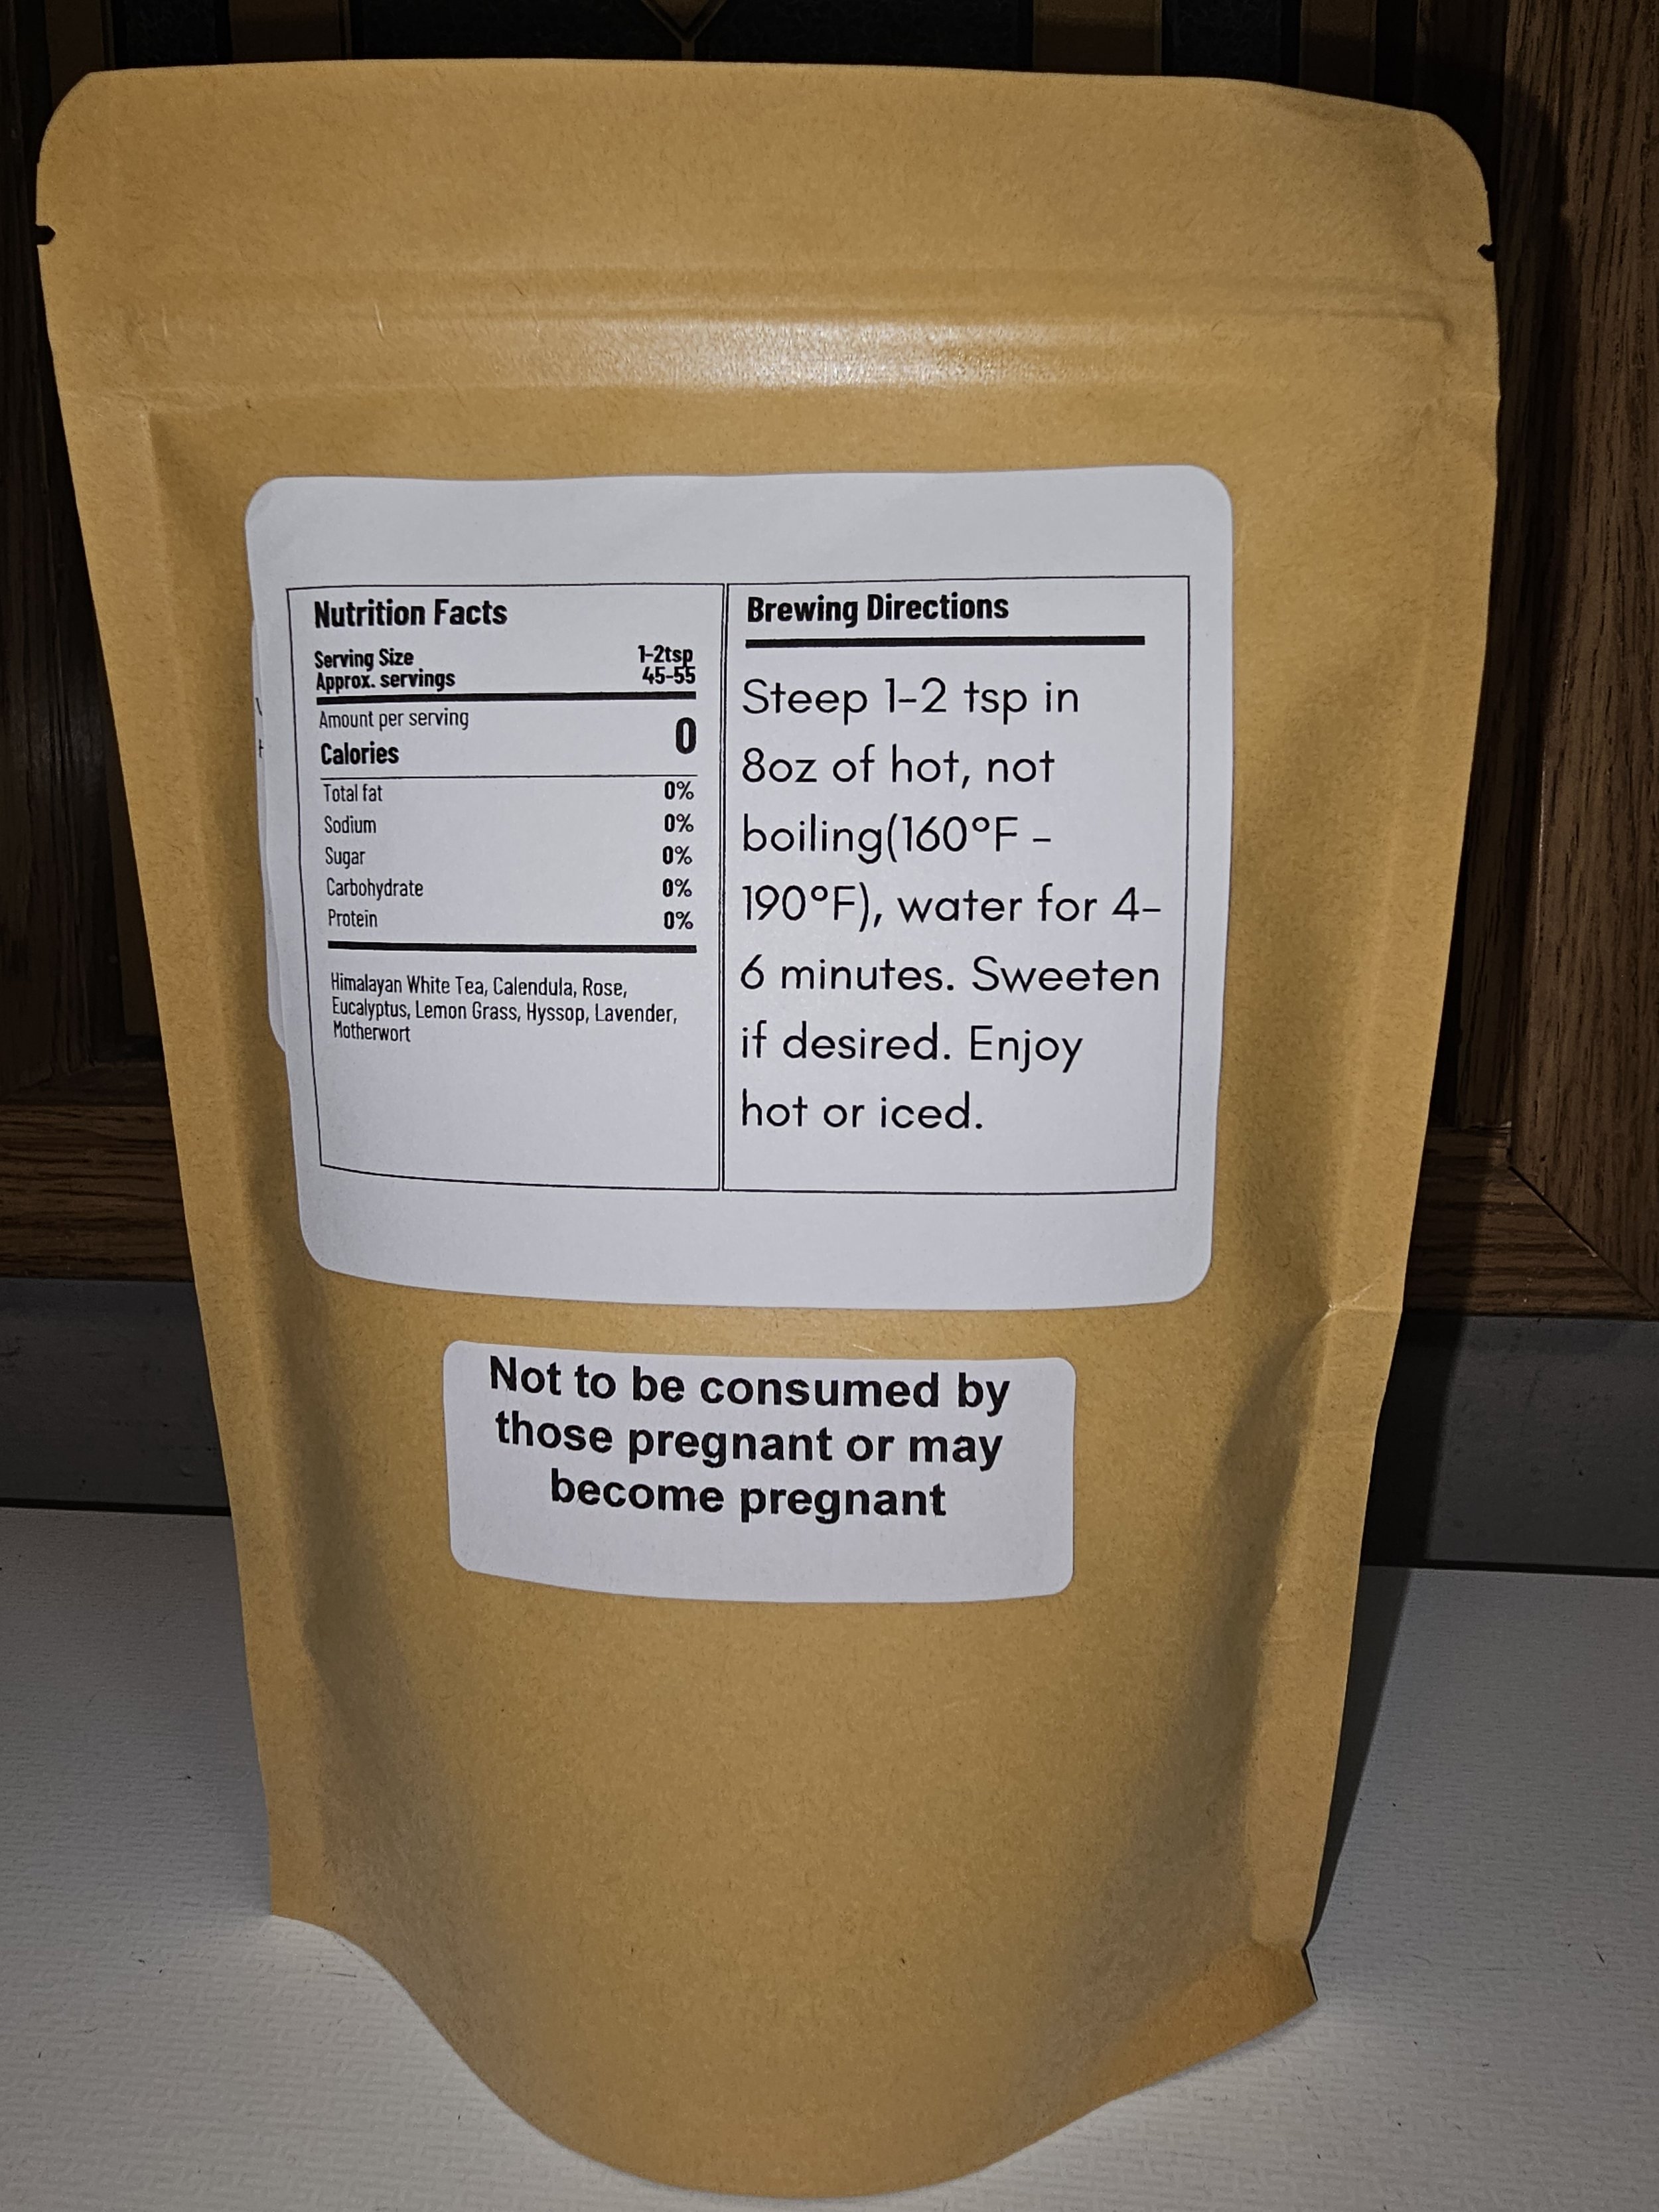 Nutrition Facts
Serving Size 1-2tsp
Approx. servings 45-55
Amount per serving
Calories 0
Total fat 0%
Sodium 0%
Sugar 0%
Carbohydrate 0%
Protein 0%
Himalayan White Tea, Calendula, Rose,
Eucalyptus, Lemon Grass, Hyssop, Lavender,
Motherwort
Brewing Directions
Steep 1-2 tsp in
8oz of hot, not
boiling(160°F -
190°F), water for 4-
6 minutes. Sweeten
if desired. Enjoy
hot or iced.
Not to be consumed by
those pregnant or may
become pregnant